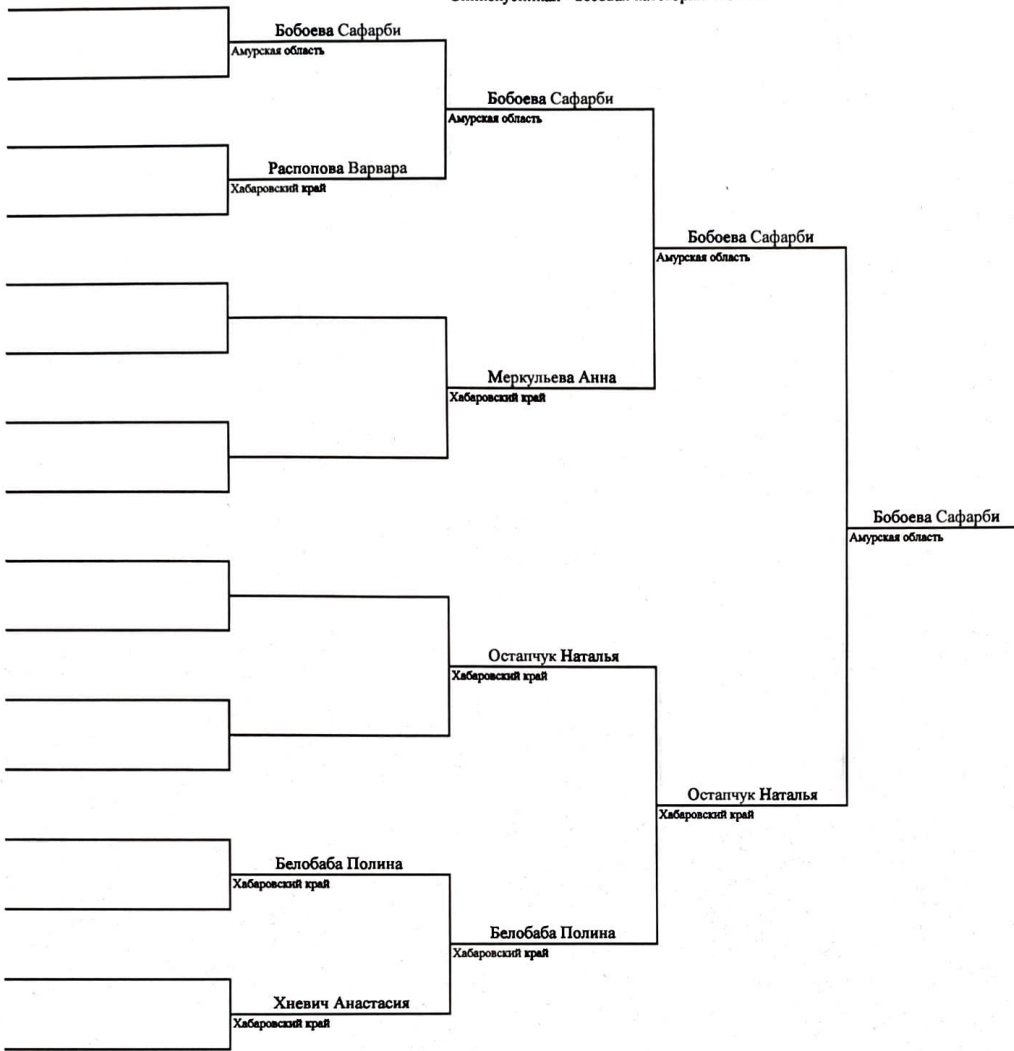 Бобоева Сафарби
Амурская область
Бобоева Сафарби
Амурская область
Распопова Варвара
Хабаровский край
Бобоева Сафарби
Амурская область
Меркульева Анна
Хабаровский край
Бобоева Сафарби
Амурская область
Остапчук Наталья
Хабаровский край
Остапчук Наталья
Хабаровский край
Белобаба Полина
Хабаровский край
Белобаба Полина
Хабаровский край
Хневич Анастасия
Хабаровский край